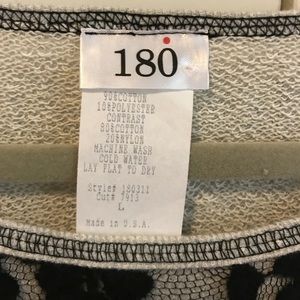 180
90%COTTON
10%POLYESTER
CONTRAST
80%COTTON
20%NYLON
MACHINE WASH
COLD WATER
LAY FLAT TO DRY
Style# 180311
Cut# 7413
L
Made in U.S.A.